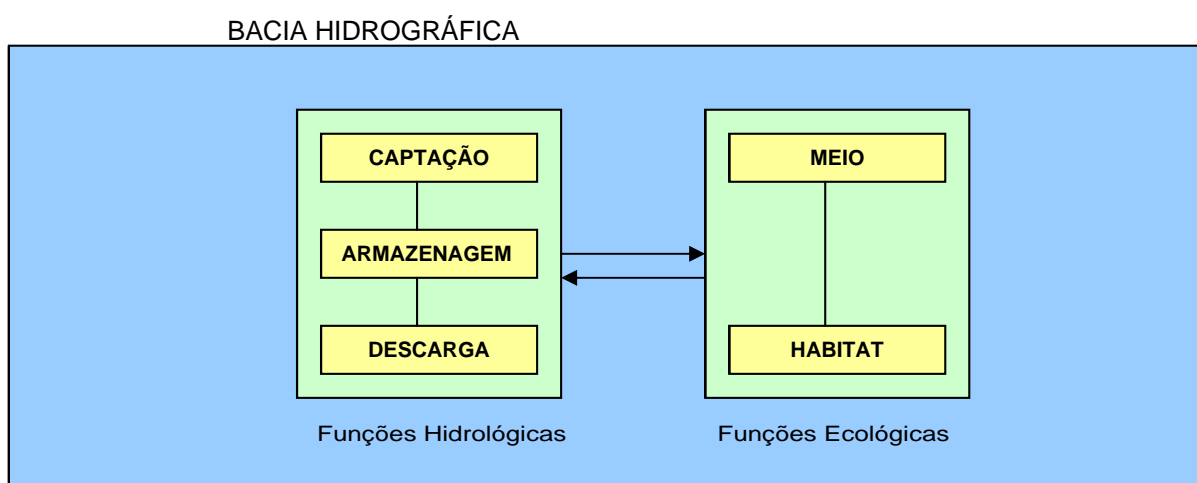 BACIA HIDROGRÁFICA
CAPTAÇÃO
ARMAZENAGEM
DESCARGA
Funções Hidrológicas
MEIO
HABITAT
Funções Ecológicas